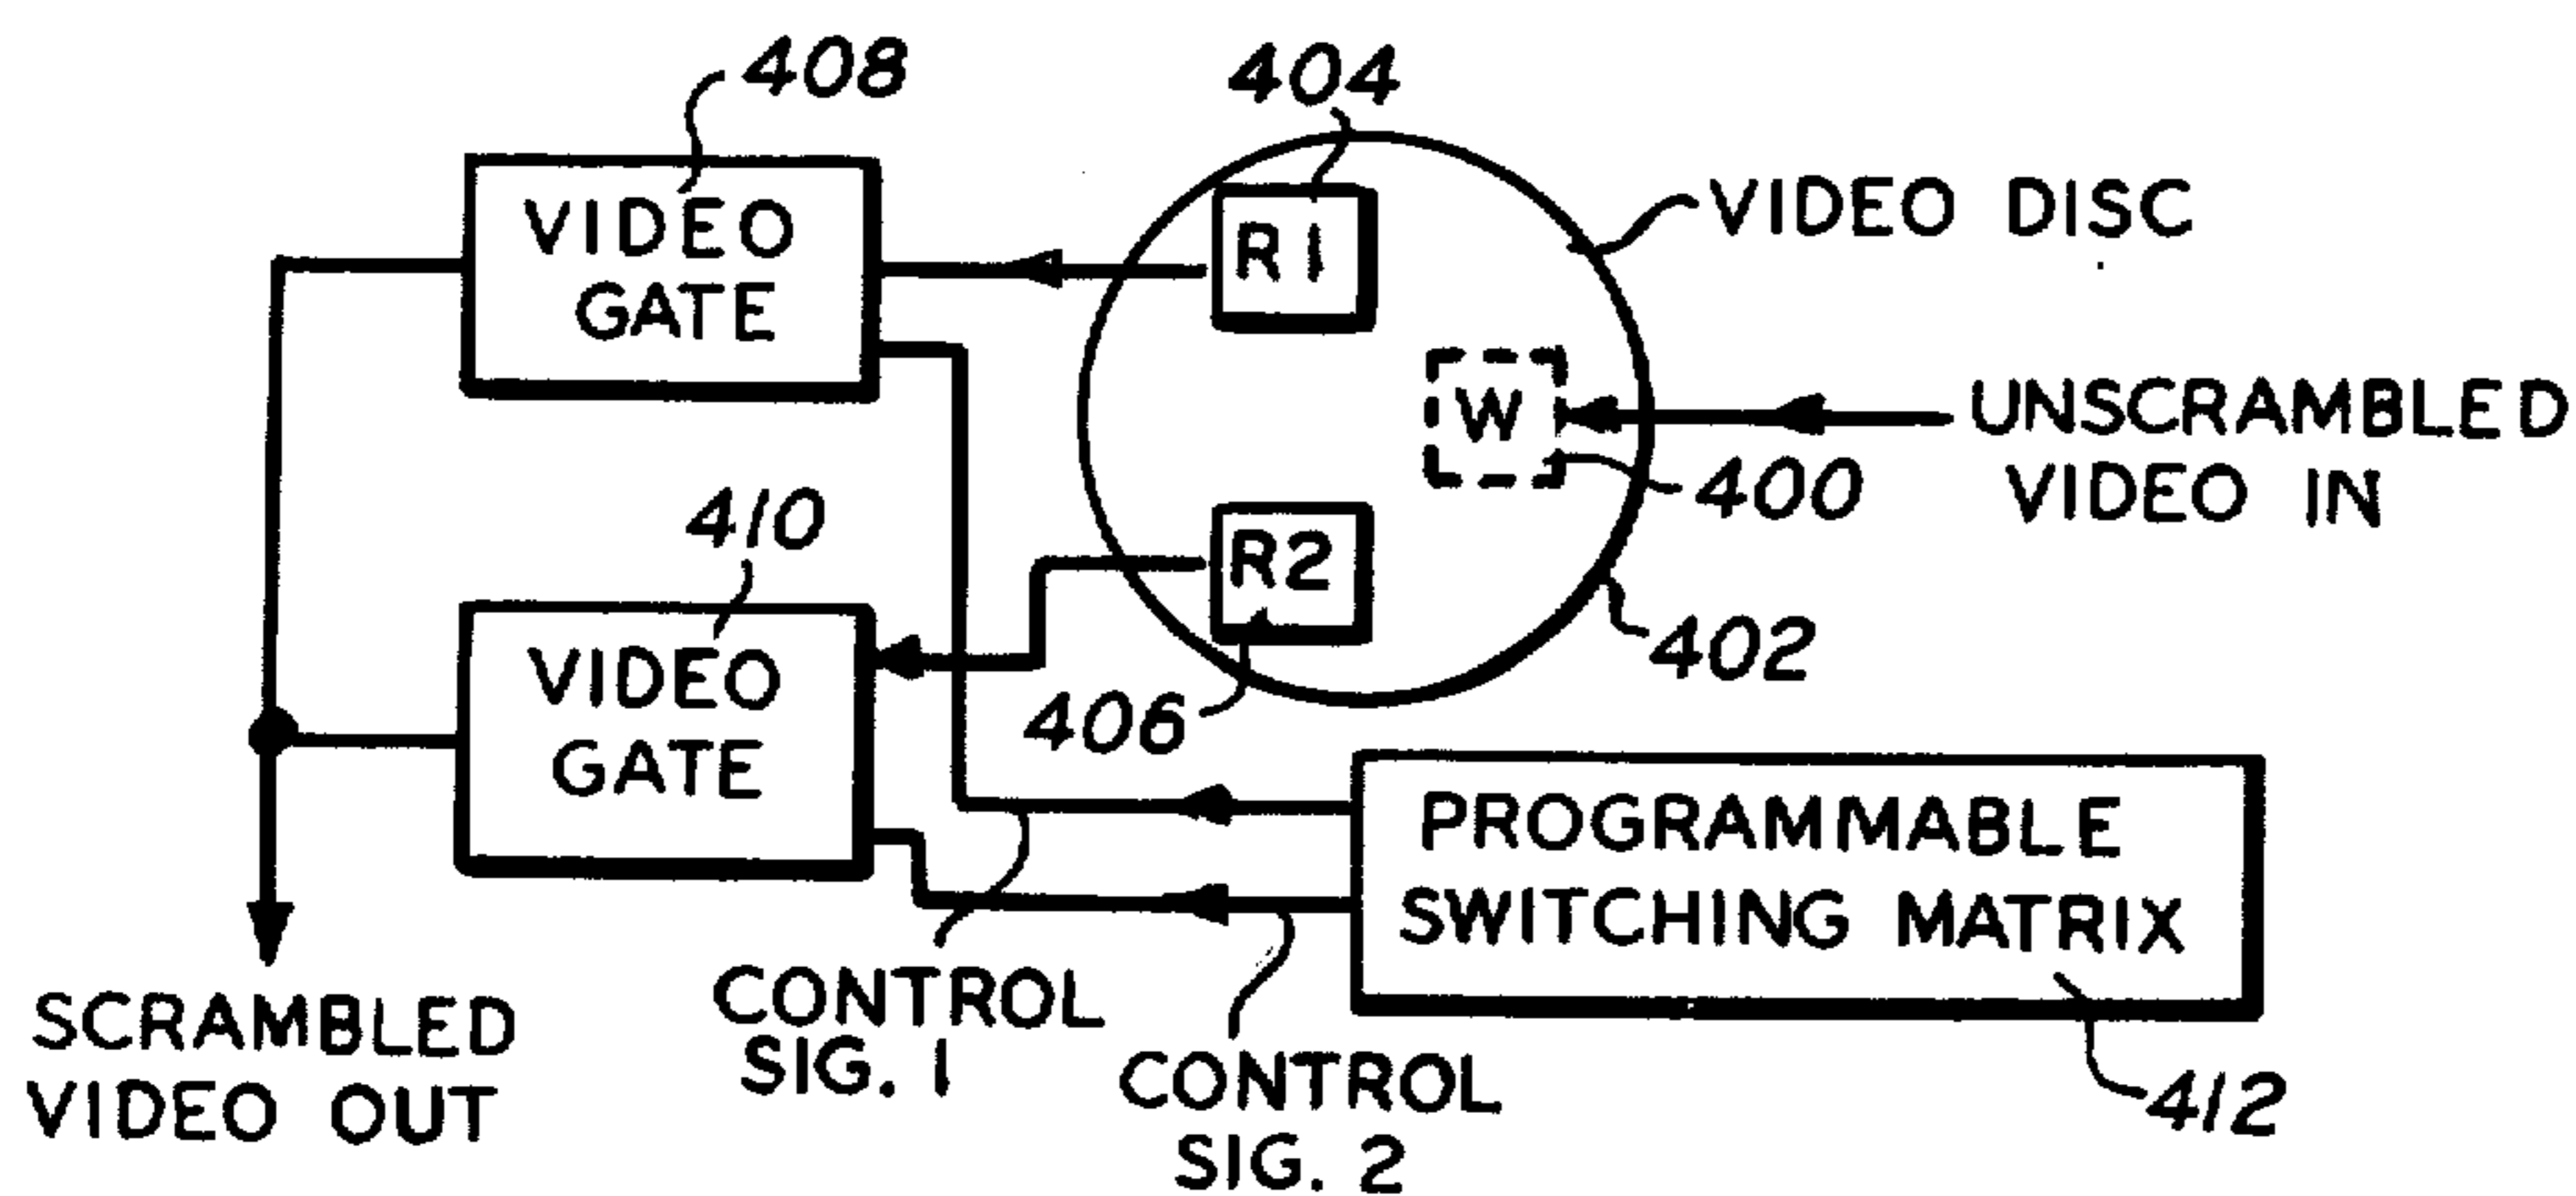 408
404
VIDEO
GATE
R1
VIDEO DISC
W
UNSCRAMBLED
VIDEO IN
400
410
R2
402
406
VIDEO
GATE
PROGRAMMABLE
SWITCHING MATRIX
412
CONTROL
SIG. 1
CONTROL
SIG. 2
SCRAMBLED
VIDEO OUT